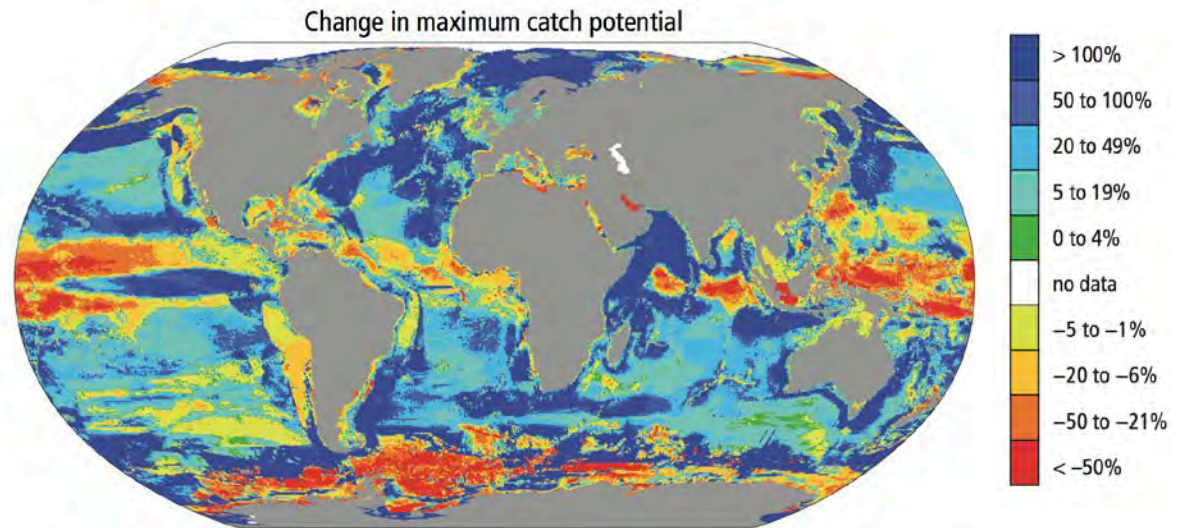 Change in maximum catch potential
> 100%
50 to 100%
20 to 49%
5 to 19%
0 to 4%
no data
–5 to –1%
–20 to –6%
–50 to –21%
< –50%